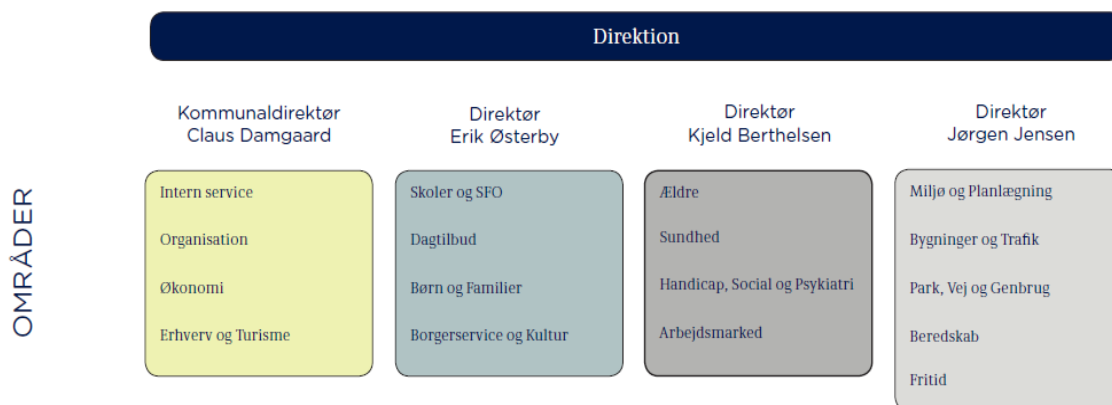 Direktion
Kommunaldirektør
Claus Damgaard
Direktør
Erik Østerby
Direktør
Kjeld Berthelsen
Direktør
Jørgen Jensen
OMRÅDER
Intern service
Organisation
Økonomi
Erhverv og Turisme
Skoler og SFO
Dagtilbud
Børn og Familier
Borgerservice og Kultur
Ældre
Sundhed
Handicap, Social og Psykiatri
Arbejdsmarked
Miljø og Planlægning
Bygninger og Trafik
Park, Vej og Genbrug
Beredskab
Fritid